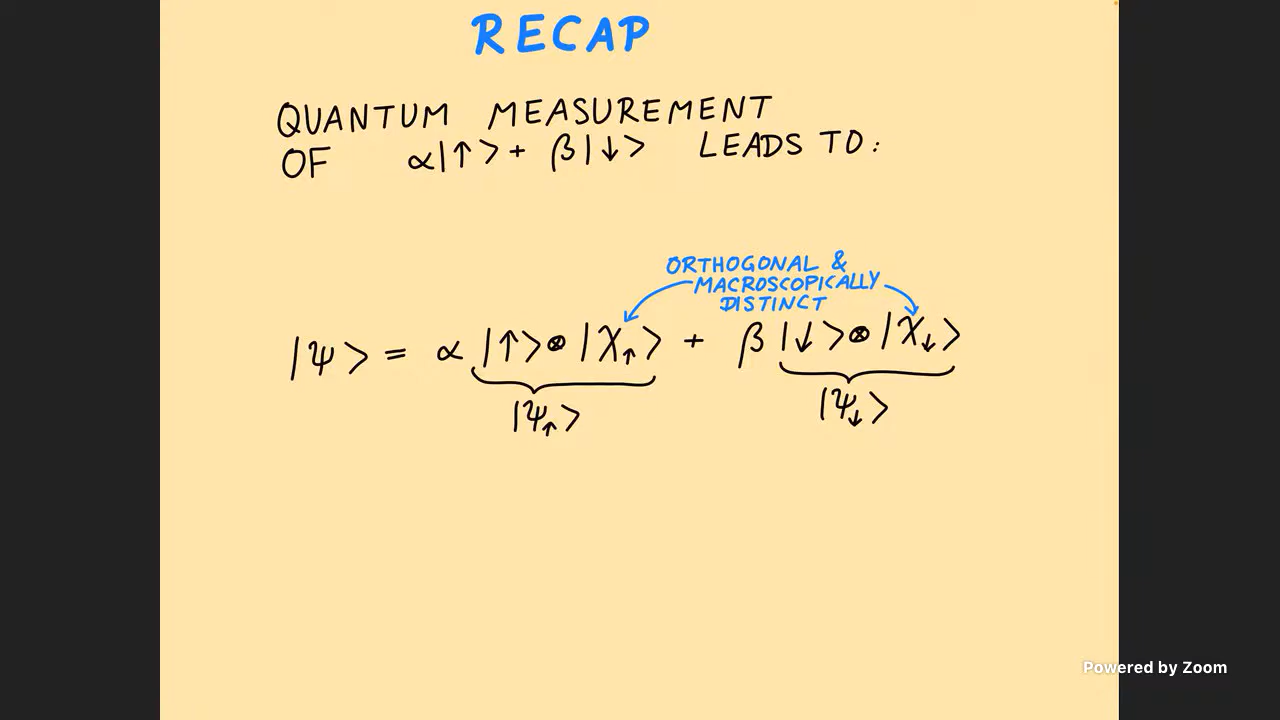 RECAP
QUANTUM MEASUREMENT
OF α|↑> + β|↓> LEADS TO:
ORTHOGONAL &
MACROSCOPICALLY
DISTINCT
|Ψ> = α|↑>⊗|χ↑> + β|↓>⊗|χ↓>
|Ψ↑> |Ψ↓>
Powered by Zoom